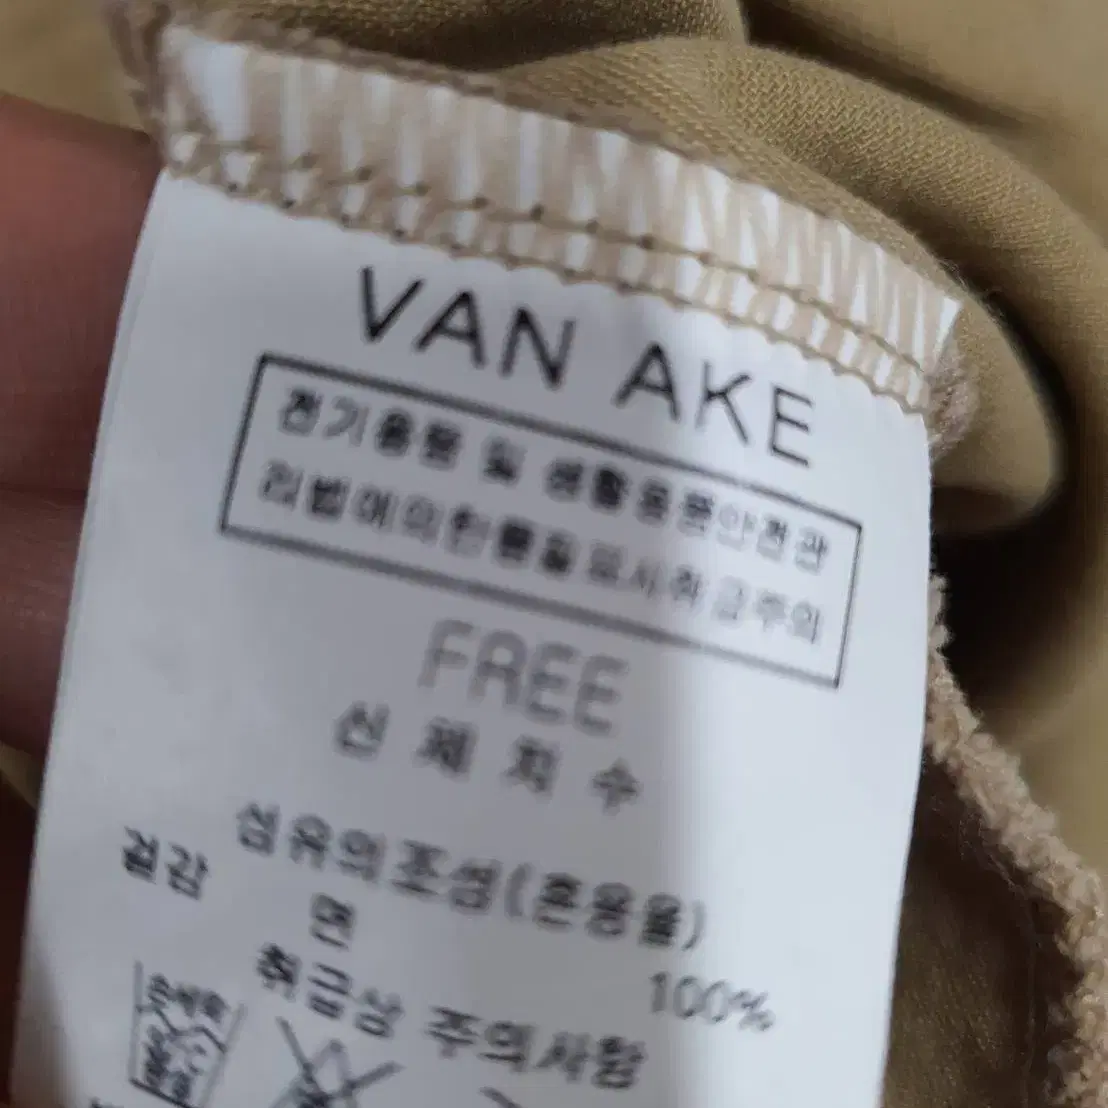 VAN AKE
전기용품 및 생활용품안전관
리법에의한품질표시취급주의
FREE
신체치수
섬유의조성(혼용율)
겉감
면
100%
취급상 주의사항